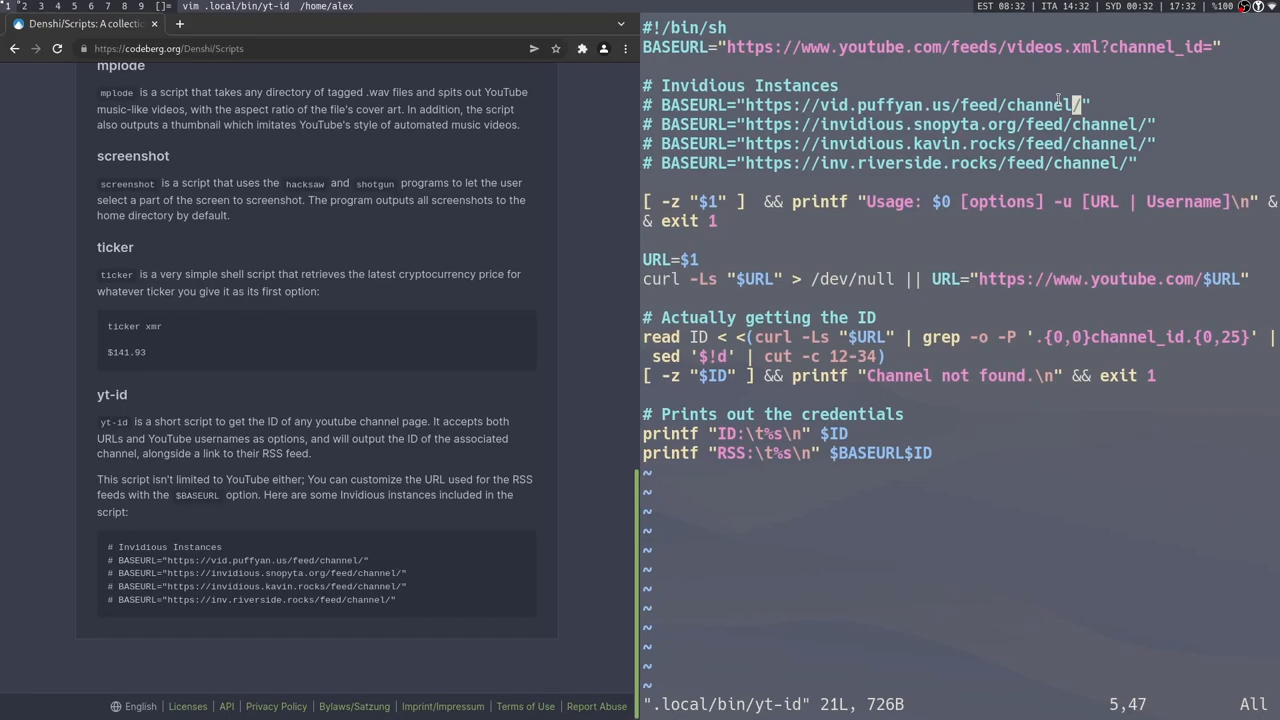 1 2 3 4 5 6 7 8 9 []= vim .local/bin/yt-id /home/alex
EST 08:32 ITA 14:32 SYD 00:32 17:32 %100
Denshi/Scripts: A collectic × +
https://codeberg.org/Denshi/Scripts
mplode
mplode is a script that takes any directory of tagged .wav files and spits out YouTube
music-like videos, with the aspect ratio of the file's cover art. In addition, the script
also outputs a thumbnail which imitates YouTube's style of automated music videos.
screenshot
screenshot is a script that uses the hacksaw and shotgun programs to let the user
select a part of the screen to screenshot. The program outputs all screenshots to the
home directory by default.
ticker
ticker is a very simple shell script that retrieves the latest cryptocurrency price for
whatever ticker you give it as its first option:
ticker xmr
$141.93
yt-id
yt-id is a short script to get the ID of any youtube channel page. It accepts both
URLs and YouTube usernames as options, and will output the ID of the associated
channel, alongside a link to their RSS feed.
This script isn't limited to YouTube either; You can customize the URL used for the RSS
feeds with the $BASEURL option. Here are some Invidious instances included in the
script:
# Invidious Instances
# BASEURL="https://vid.puffyan.us/feed/channel/"
# BASEURL="https://invidious.snopyta.org/feed/channel/"
# BASEURL="https://invidious.kavin.rocks/feed/channel/"
# BASEURL="https://inv.riverside.rocks/feed/channel/"
English Licenses API Privacy Policy Bylaws/Satzung Imprint/Impressum Terms of Use Report Abuse
#!/bin/sh
BASEURL="https://www.youtube.com/feeds/videos.xml?channel_id="
# Invidious Instances
# BASEURL="https://vid.puffyan.us/feed/channel/"
# BASEURL="https://invidious.snopyta.org/feed/channel/"
# BASEURL="https://invidious.kavin.rocks/feed/channel/"
# BASEURL="https://inv.riverside.rocks/feed/channel/"
[ -z "$1" ]  && printf "Usage: $0 [options] -u [URL | Username]\n" &
& exit 1
URL=$1
curl -Ls "$URL" > /dev/null || URL="https://www.youtube.com/$URL"
# Actually getting the ID
read ID < <(curl -Ls "$URL" | grep -o -P '.{0,0}channel_id.{0,25}' |
sed '$!d' | cut -c 12-34)
[ -z "$ID" ] && printf "Channel not found.\n" && exit 1
# Prints out the credentials
printf "ID:\t%s\n" $ID
printf "RSS:\t%s\n" $BASEURL$ID
~
~
~
~
~
~
~
~
~
~
~
~
".local/bin/yt-id" 21L, 726B 5,47 All